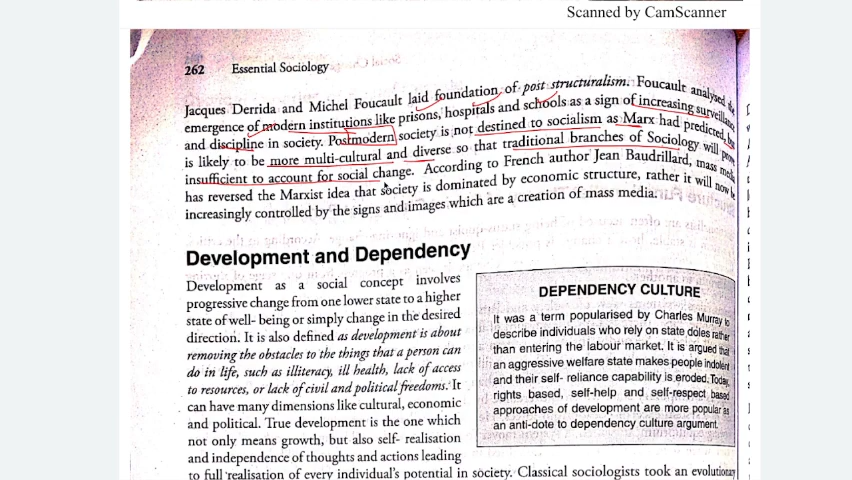 Scanned by CamScanner
262 Essential Sociology
Jacques Derrida and Michel Foucault laid foundation of post structuralism. Foucault analysed the
emergence of modern institutions like prisons, hospitals and schools as a sign of increasing surveillance
and discipline in society. Postmodern society is not destined to socialism as Marx had predicted, but
is likely to be more multi-cultural and diverse so that traditional branches of Sociology will prove
insufficient to account for social change. According to French author Jean Baudrillard, mass media
has reversed the Marxist idea that society is dominated by economic structure, rather it will now be
increasingly controlled by the signs and images which are a creation of mass media.
Development and Dependency
Development as a social concept involves
progressive change from one lower state to a higher
state of well- being or simply change in the desired
direction. It is also defined as development is about
removing the obstacles to the things that a person can
do in life, such as illiteracy, ill health, lack of access
to resources, or lack of civil and political freedoms. It
can have many dimensions like cultural, economic
and political. True development is the one which
not only means growth, but also self- realisation
and independence of thoughts and actions leading
to full realisation of every individual's potential in society. Classical sociologists took an evolutionary
DEPENDENCY CULTURE
It was a term popularised by Charles Murray to
describe individuals who rely on state doles rather
than entering the labour market. It is argued that
an aggressive welfare state makes people indolent
and their self- reliance capability is eroded. Today,
rights based, self-help and self-respect based
approaches of development are more popular as
an anti-dote to dependency culture argument.